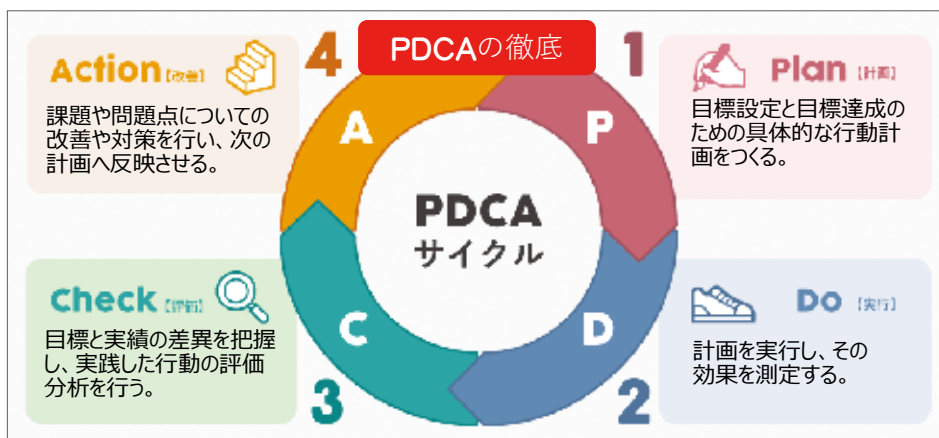 PDCAの徹底
4
Action【改善】
課題や問題点についての
改善や対策を行い、次の
計画へ反映させる。
1
Plan【計画】
目標設定と目標達成の
ための具体的な行動計
画をつくる。
A
P
PDCA
サイクル
C
D
Check【評価】
目標と実績の差異を把握
し、実践した行動の評価
分析を行う。
3
Do【実行】
計画を実行し、その
効果を測定する。
2